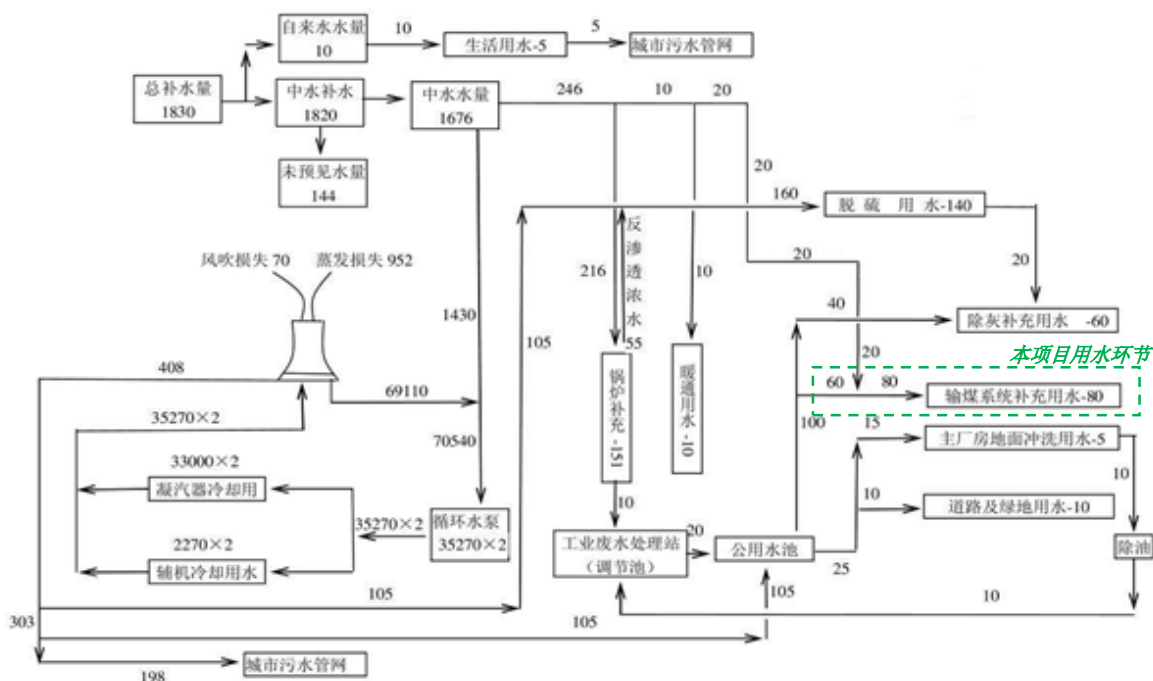 自来水水量
10
10
生活用水-5
5
城市污水管网
总补水量
1830
中水补水
1820
中水水量
1676
246
10
20
未预见水量
144
20
160
脱硫 用水-140
反渗透浓水
风吹损失70
蒸发损失952
216
10
20
20
1430
55
105
40
除灰补充用水 -60
本项目用水环节
408
69110
20
60
80
输煤系统补充用水-80
锅炉补充-151
暖通用水-10
35270×2
70540
100
15
主厂房地面冲洗用水-5
33000×2
凝汽器冷却用
10
10
10
道路及绿地用水-10
35270×2
循环水泵
35270×2
工业废水处理站
(调节池)
20
公用水池
25
除油
2270×2
辅机冷却用水
105
105
10
303
105
198
城市污水管网